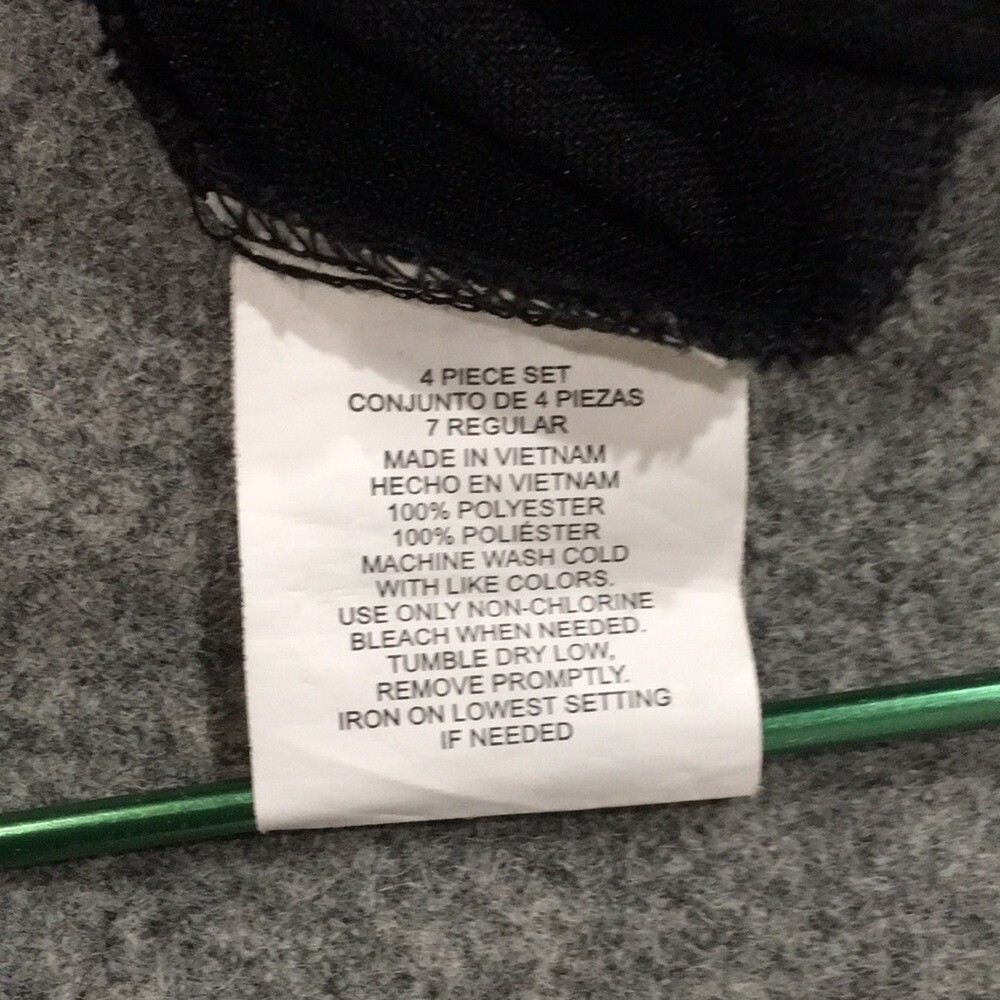 4 PIECE SET
CONJUNTO DE 4 PIEZAS
7 REGULAR
MADE IN VIETNAM
HECHO EN VIETNAM
100% POLYESTER
100% POLIÉSTER
MACHINE WASH COLD
WITH LIKE COLORS.
USE ONLY NON-CHLORINE
BLEACH WHEN NEEDED.
TUMBLE DRY LOW,
REMOVE PROMPTLY.
IRON ON LOWEST SETTING
IF NEEDED